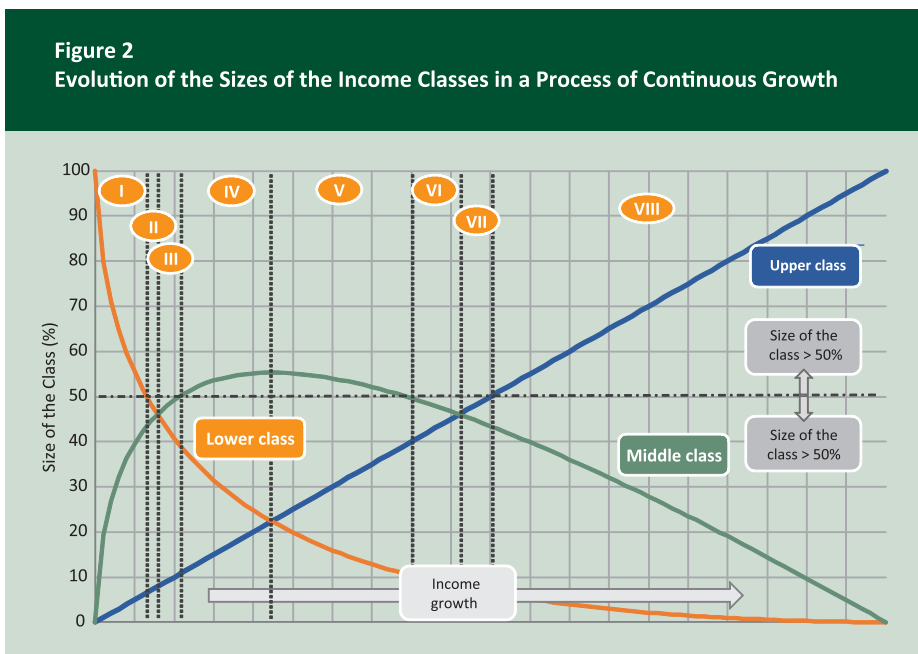 Figure 2
Evolution of the Sizes of the Income Classes in a Process of Continuous Growth
100
90
80
70
60
50
40
30
20
10
0
Size of the Class (%)
I
II
III
IV
V
VI
VII
VIII
Upper class
Size of the
class > 50%
Size of the
class > 50%
Lower class
Middle class
Income
growth